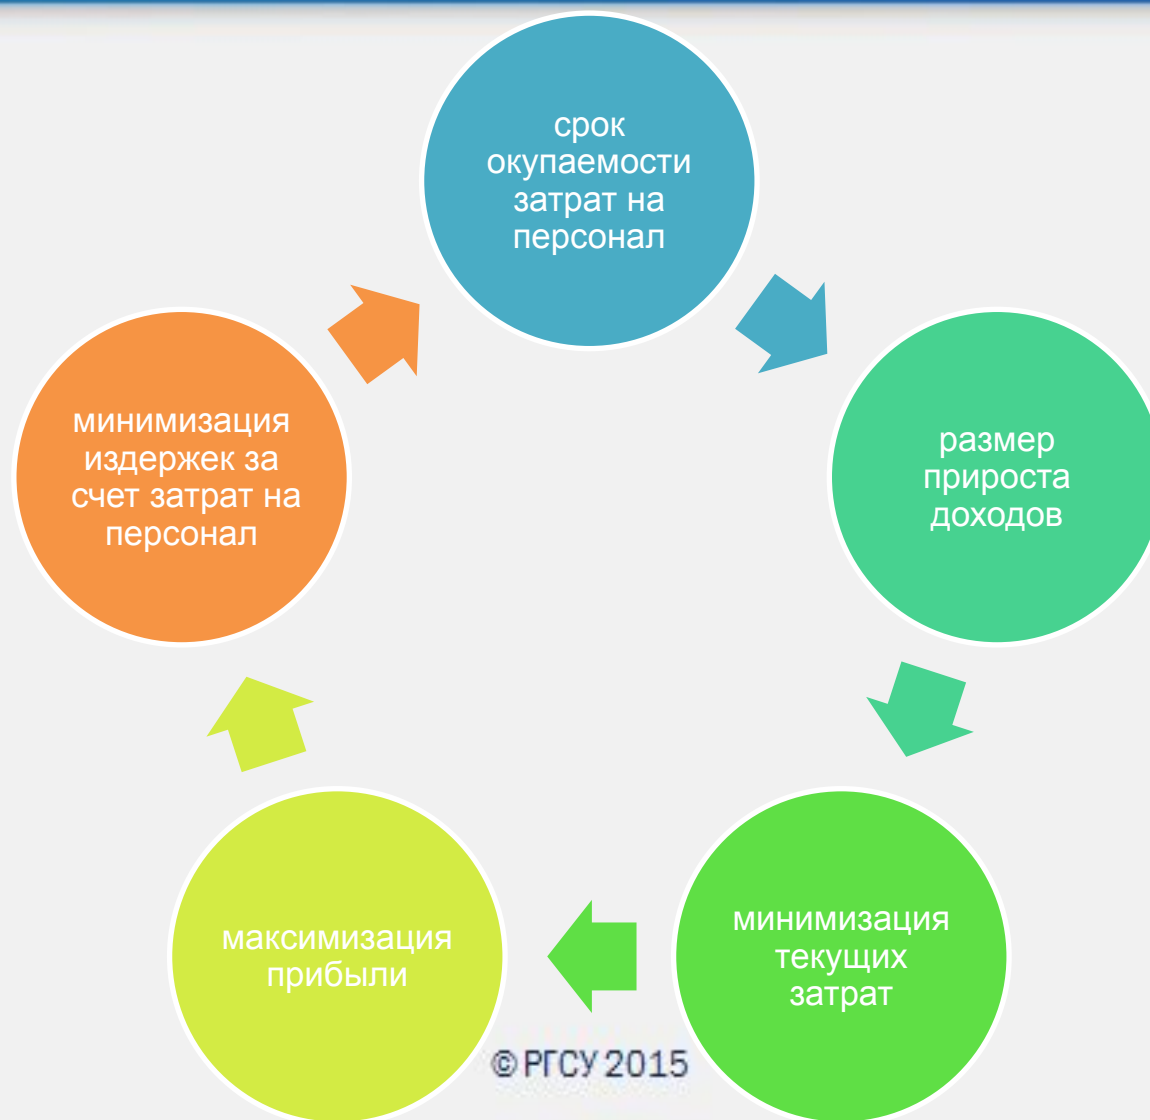 срок
окупаемости
затрат на
персонал
размер
прироста
доходов
минимизация
текущих
затрат
максимизация
прибыли
минимизация
издержек за
счет затрат на
персонал
© РГСУ 2015